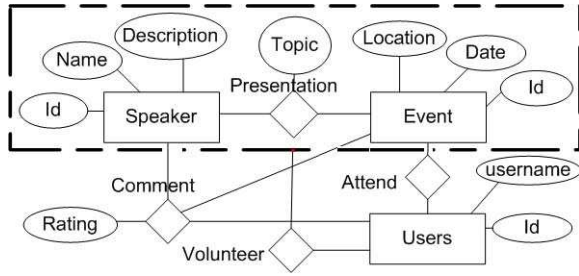 Description
Topic
Location
Name
Date
Presentation
Id
Speaker
Event
Id
Comment
Attend
username
Rating
Users
Id
Volunteer